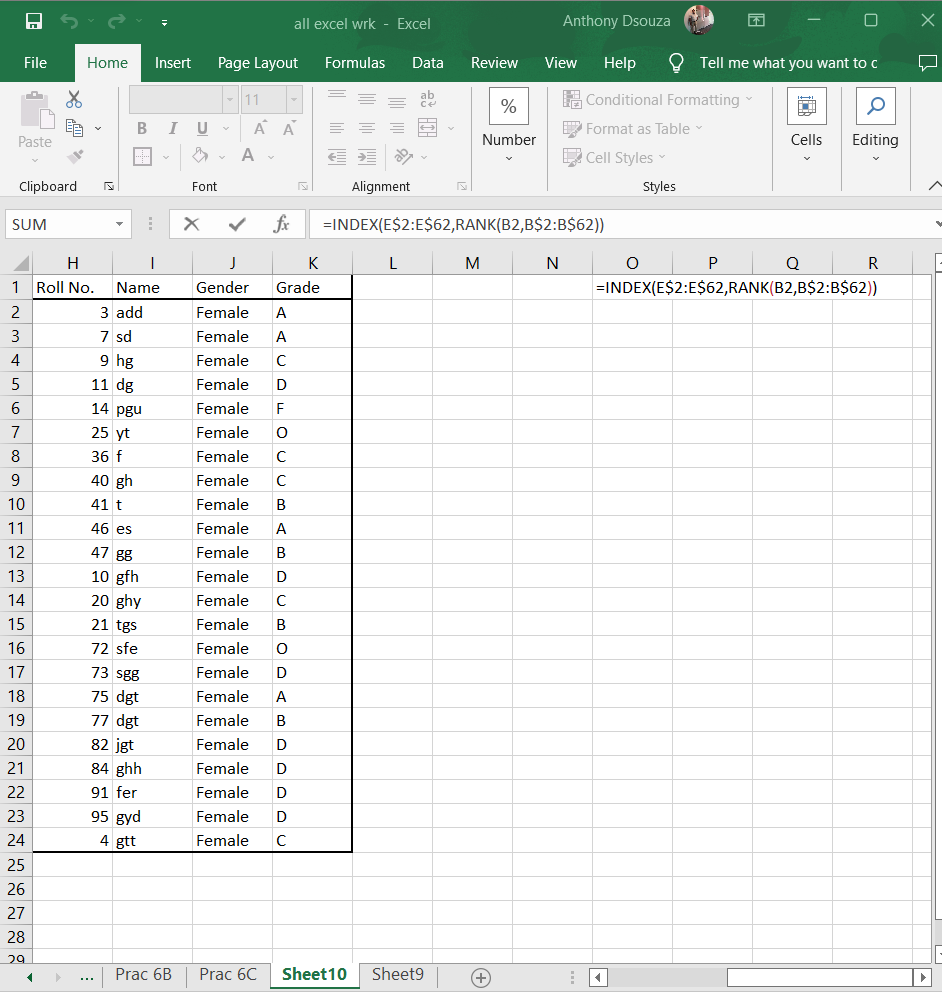 all excel wrk - Excel
Anthony Dsouza
File Home Insert Page Layout Formulas Data Review View Help Tell me what you want to c
Paste
11
B I U A A
A
ab
%
Number
Conditional Formatting
Format as Table
Cell Styles
Cells
Editing
Clipboard Font Alignment Styles
SUM fx =INDEX(E$2:E$62,RANK(B2,B$2:B$62))
H I J K L M N O P Q R
1 Roll No. Name Gender Grade =INDEX(E$2:E$62,RANK(B2,B$2:B$62))
2 3 add Female A
3 7 sd Female A
4 9 hg Female C
5 11 dg Female D
6 14 pgu Female F
7 25 yt Female O
8 36 f Female C
9 40 gh Female C
10 41 t Female B
11 46 es Female A
12 47 gg Female B
13 10 gfh Female D
14 20 ghy Female C
15 21 tgs Female B
16 72 sfe Female O
17 73 sgg Female D
18 75 dgt Female A
19 77 dgt Female B
20 82 jgt Female D
21 84 ghh Female D
22 91 fer Female D
23 95 gyd Female D
24 4 gtt Female C
25
26
27
28
29
... Prac 6B Prac 6C Sheet10 Sheet9